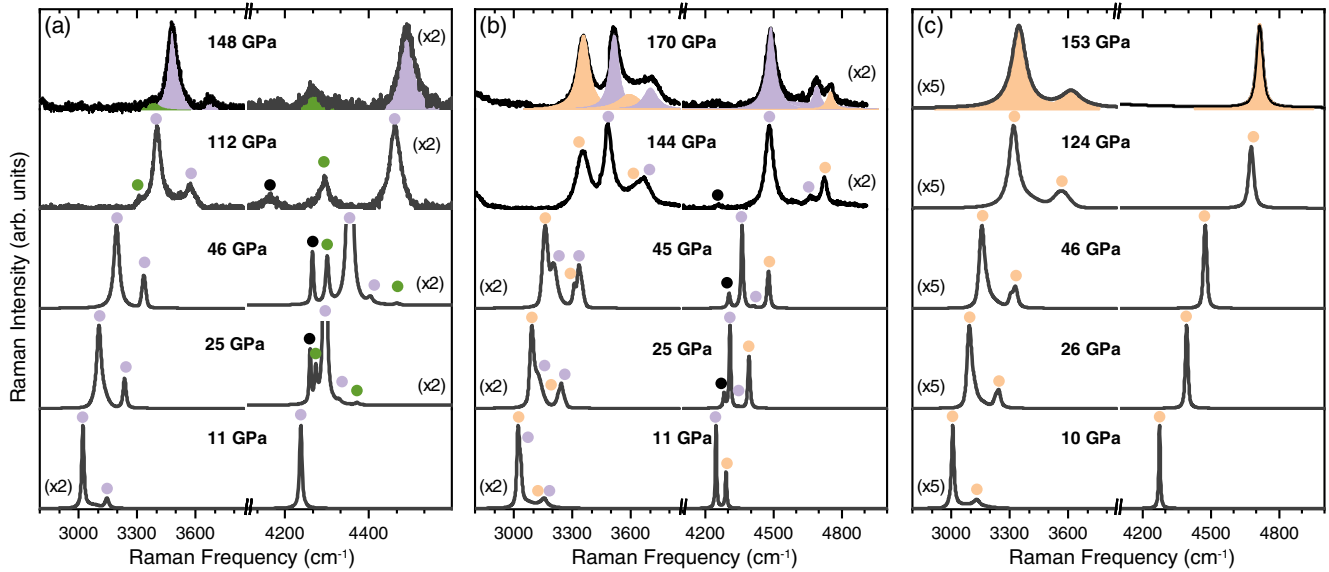 (a)
148 GPa
(x2)
112 GPa
(x2)
46 GPa
(x2)
25 GPa
(x2)
11 GPa
(x2)
3000 3300 3600 4200 4400
Raman Frequency (cm⁻¹)
Raman Intensity (arb. units)
(b)
170 GPa
(x2)
144 GPa
(x2)
45 GPa
(x2)
25 GPa
(x2)
11 GPa
(x2)
3000 3300 3600 4200 4500 4800
Raman Frequency (cm⁻¹)
(c)
153 GPa
(x5)
124 GPa
(x5)
46 GPa
(x5)
26 GPa
(x5)
10 GPa
(x5)
3000 3300 3600 4200 4500 4800
Raman Frequency (cm⁻¹)